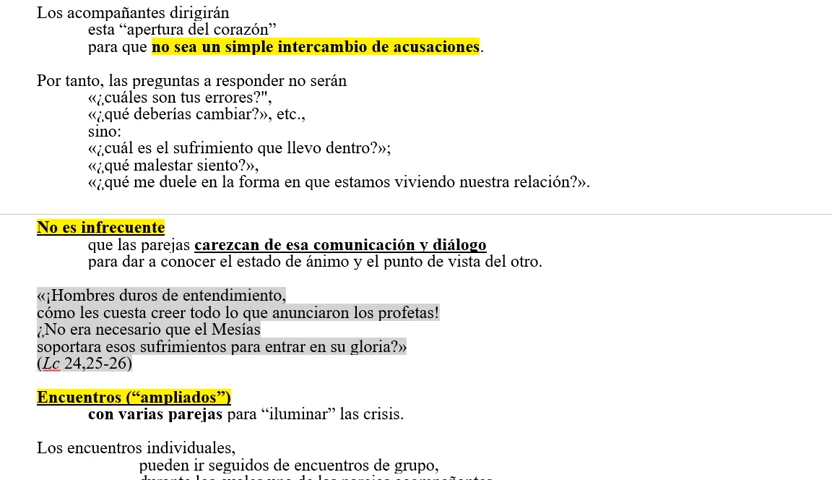 Los acompañantes dirigirán
esta “apertura del corazón”
para que no sea un simple intercambio de acusaciones.
Por tanto, las preguntas a responder no serán
«¿cuáles son tus errores?",
«¿qué deberías cambiar?», etc.,
sino:
«¿cuál es el sufrimiento que llevo dentro?»;
«¿qué malestar siento?»,
«¿qué me duele en la forma en que estamos viviendo nuestra relación?».
No es infrecuente
que las parejas carezcan de esa comunicación y diálogo
para dar a conocer el estado de ánimo y el punto de vista del otro.
«¡Hombres duros de entendimiento,
cómo les cuesta creer todo lo que anunciaron los profetas!
¿No era necesario que el Mesías
soportara esos sufrimientos para entrar en su gloria?»
(Lc 24,25-26)
Encuentros (“ampliados”)
con varias parejas para “iluminar” las crisis.
Los encuentros individuales,
pueden ir seguidos de encuentros de grupo,